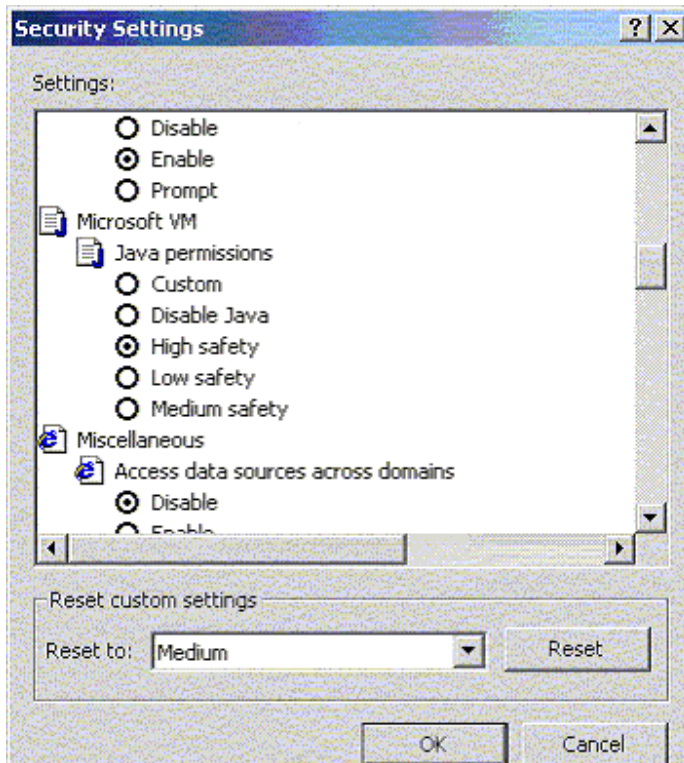 Security Settings
Settings:
Disable
Enable
Prompt
Microsoft VM
Java permissions
Custom
Disable Java
High safety
Low safety
Medium safety
Miscellaneous
Access data sources across domains
Disable
Enable
Reset custom settings
Reset to: Medium Reset
OK Cancel